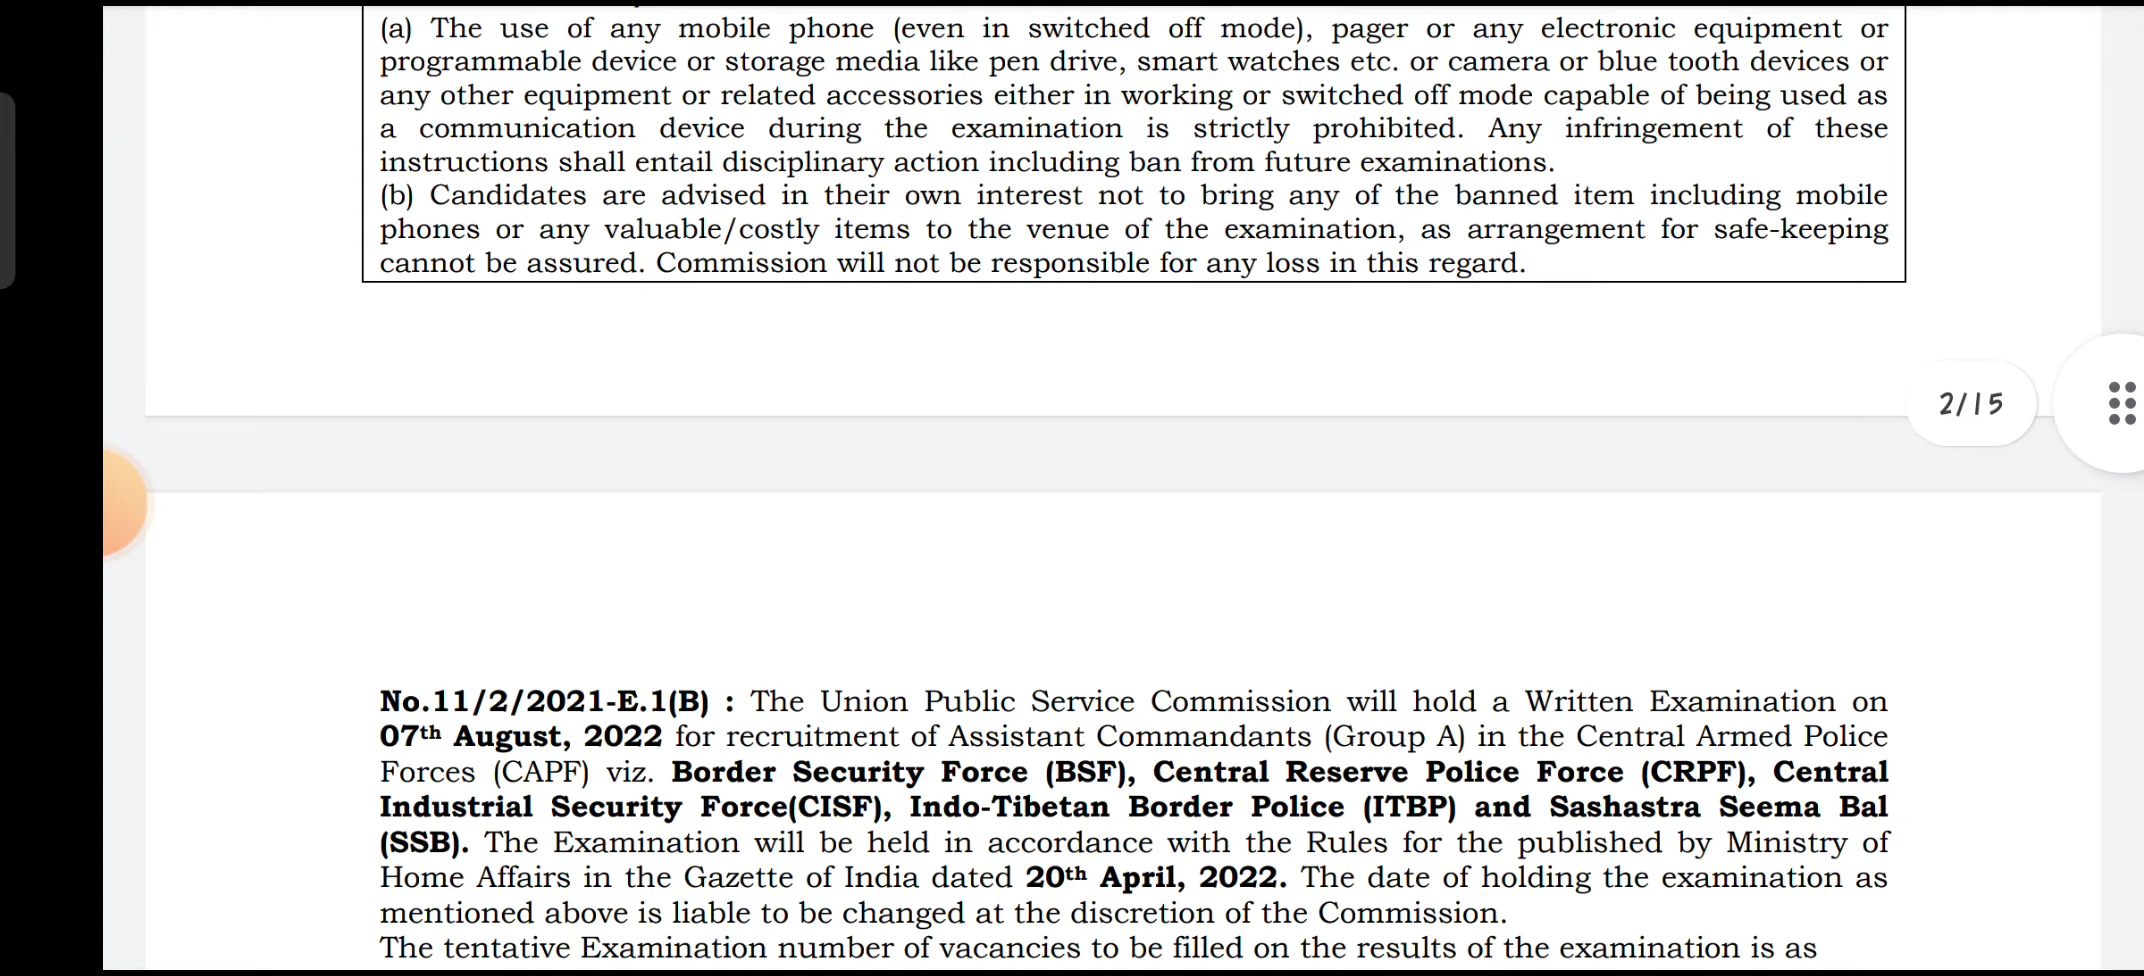 (a) The use of any mobile phone (even in switched off mode), pager or any electronic equipment or
programmable device or storage media like pen drive, smart watches etc. or camera or blue tooth devices or
any other equipment or related accessories either in working or switched off mode capable of being used as
a communication device during the examination is strictly prohibited. Any infringement of these
instructions shall entail disciplinary action including ban from future examinations.
(b) Candidates are advised in their own interest not to bring any of the banned item including mobile
phones or any valuable/costly items to the venue of the examination, as arrangement for safe-keeping
cannot be assured. Commission will not be responsible for any loss in this regard.
2/15
No.11/2/2021-E.1(B) : The Union Public Service Commission will hold a Written Examination on
07th August, 2022 for recruitment of Assistant Commandants (Group A) in the Central Armed Police
Forces (CAPF) viz. Border Security Force (BSF), Central Reserve Police Force (CRPF), Central
Industrial Security Force(CISF), Indo-Tibetan Border Police (ITBP) and Sashastra Seema Bal
(SSB). The Examination will be held in accordance with the Rules for the published by Ministry of
Home Affairs in the Gazette of India dated 20th April, 2022. The date of holding the examination as
mentioned above is liable to be changed at the discretion of the Commission.
The tentative Examination number of vacancies to be filled on the results of the examination is as